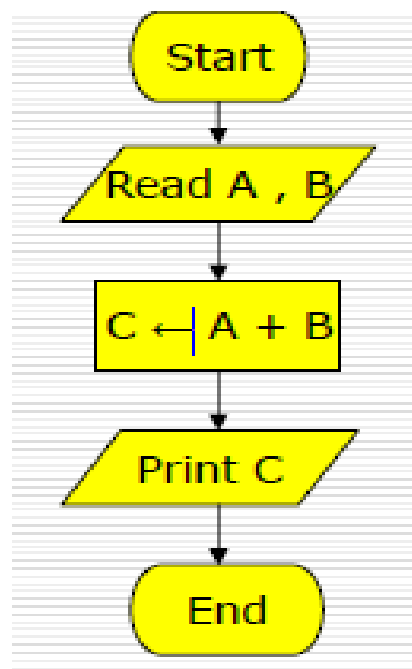 Start
Read A , B
C ← A + B
Print C
End